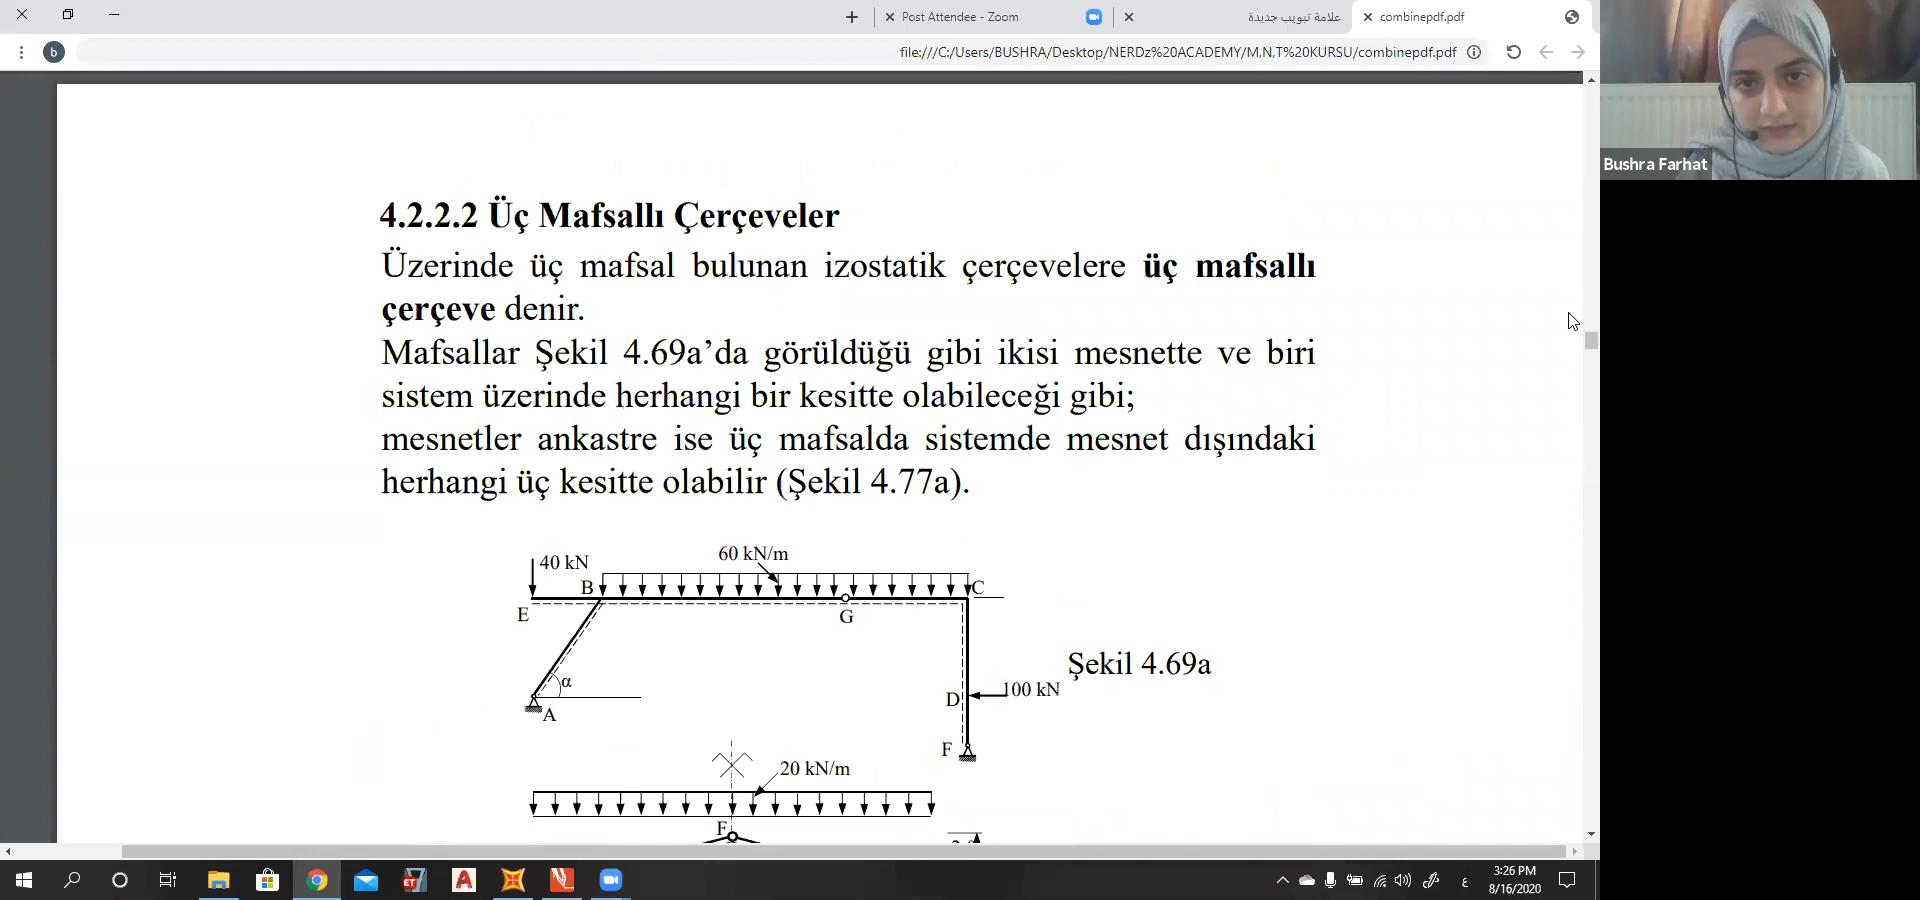 combinepdf.pdf
علامة تبويب جديدة
Post Attendee - Zoom
b
file:///C:/Users/BUSHRA/Desktop/NERDz%20ACADEMY/M,N,T%20KURSU/combinepdf.pdf
Bushra Farhat
4.2.2.2 Üç Mafsallı Çerçeveler
Üzerinde üç mafsal bulunan izostatik çerçevelere üç mafsallı
çerçeve denir.
Mafsallar Şekil 4.69a’da görüldüğü gibi ikisi mesnette ve biri
sistem üzerinde herhangi bir kesitte olabileceği gibi;
mesnetler ankastre ise üç mafsalda sistemde mesnet dışındaki
herhangi üç kesitte olabilir (Şekil 4.77a).
40 kN
60 kN/m
B
C
E
G
Şekil 4.69a
α
D
100 kN
A
F
20 kN/m
F
ET
A
ع
3:26 PM
8/16/2020